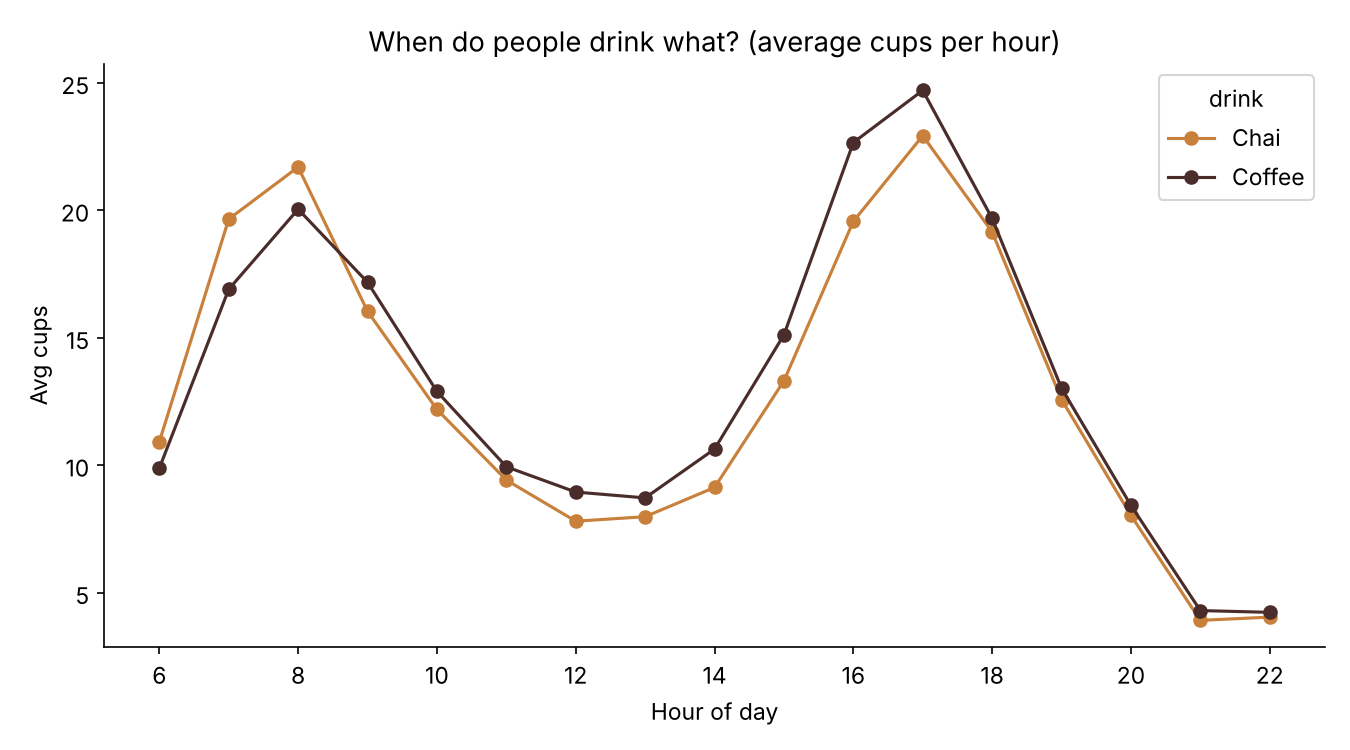 When do people drink what? (average cups per hour)
drink
Chai
Coffee
25
20
15
10
5
Avg cups
6 8 10 12 14 16 18 20 22
Hour of day